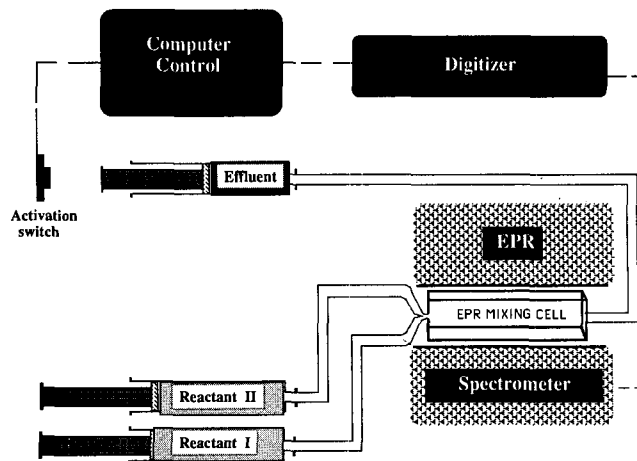 Computer
Control
Digitizer
Effluent
Activation
switch
EPR
EPR MIXING CELL
Spectrometer
Reactant II
Reactant I